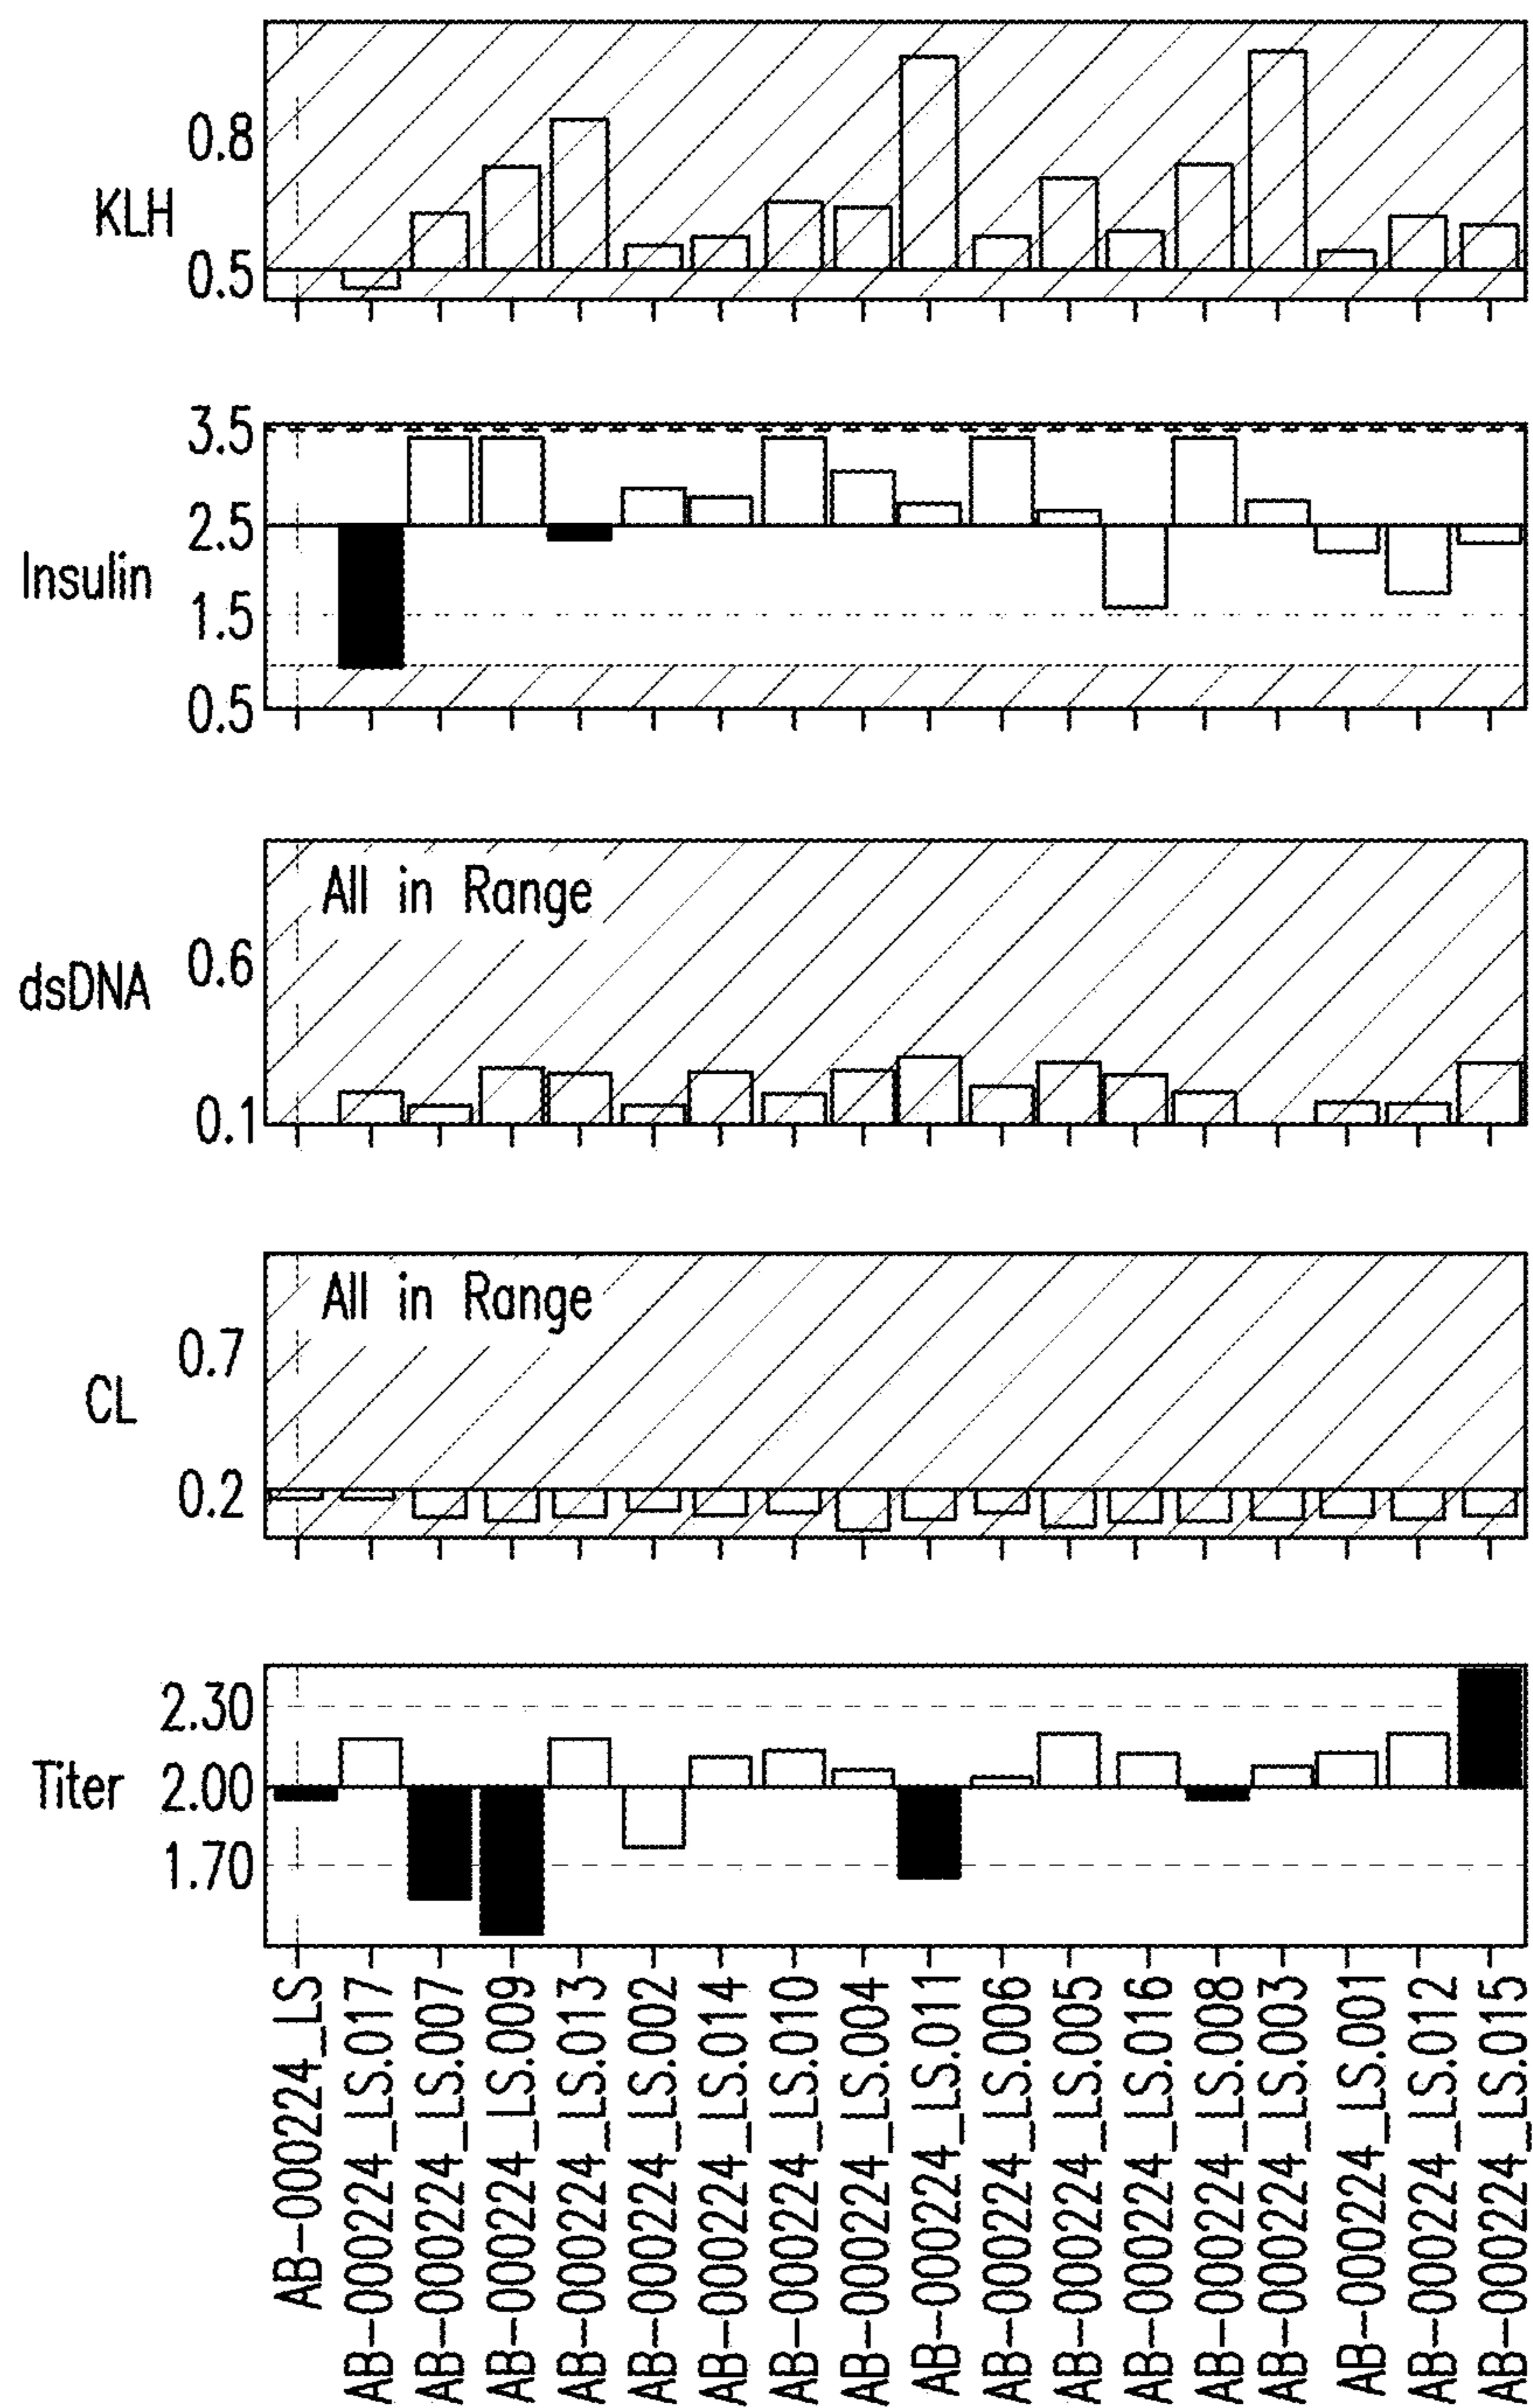 KLH
0.8
0.5
Insulin
3.5
2.5
1.5
0.5
dsDNA
All in Range
0.6
0.1
CL
All in Range
0.7
0.2
Titer
2.30
2.00
1.70
AB-000224_LS
AB-000224_LS.017
AB-000224_LS.007
AB-000224_LS.009
AB-000224_LS.013
AB-000224_LS.002
AB-000224_LS.014
AB-000224_LS.010
AB-000224_LS.004
AB-000224_LS.011
AB-000224_LS.006
AB-000224_LS.005
AB-000224_LS.016
AB-000224_LS.008
AB-000224_LS.003
AB-000224_LS.001
AB-000224_LS.012
AB-000224_LS.015